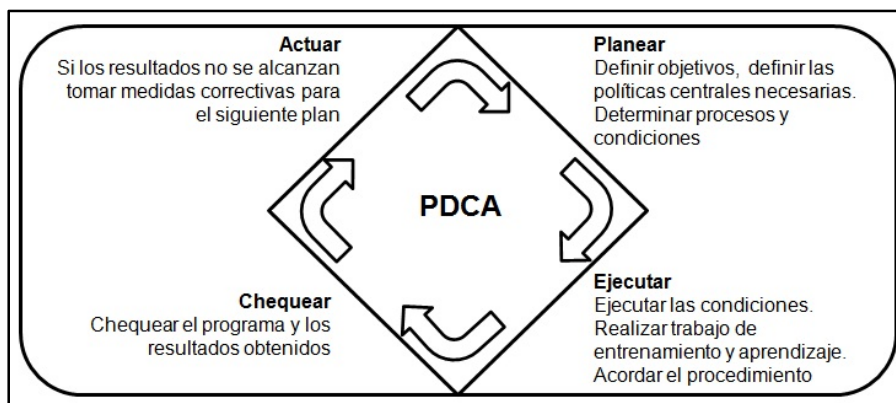 Actuar
Si los resultados no se alcanzan
tomar medidas correctivas para
el siguiente plan
Planear
Definir objetivos, definir las
políticas centrales necesarias.
Determinar procesos y
condiciones
PDCA
Chequear
Chequear el programa y los
resultados obtenidos
Ejecutar
Ejecutar las condiciones.
Realizar trabajo de
entrenamiento y aprendizaje.
Acordar el procedimiento